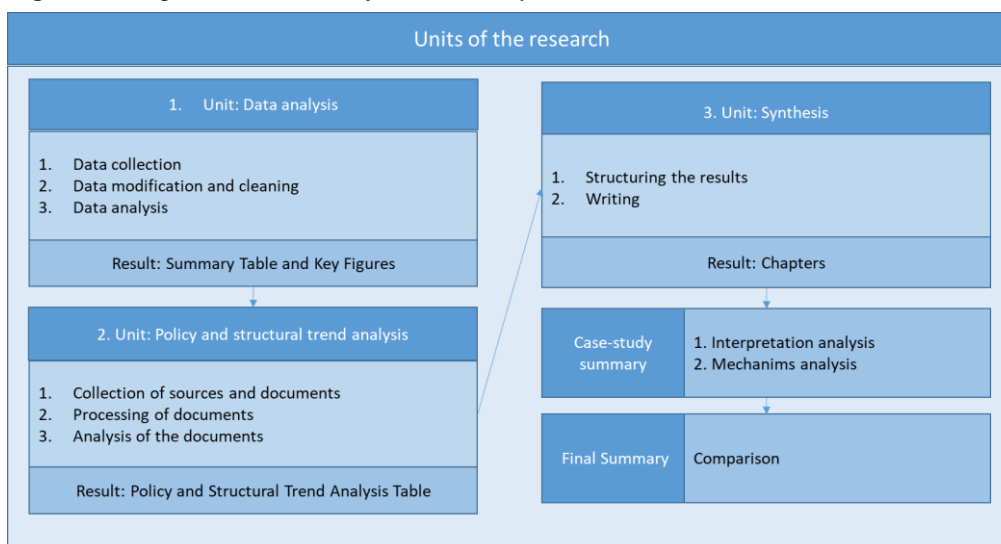 Units of the research
1. Unit: Data analysis
1. Data collection
2. Data modification and cleaning
3. Data analysis
Result: Summary Table and Key Figures
2. Unit: Policy and structural trend analysis
1. Collection of sources and documents
2. Processing of documents
3. Analysis of the documents
Result: Policy and Structural Trend Analysis Table
3. Unit: Synthesis
1. Structuring the results
2. Writing
Result: Chapters
Case-study
summary
1. Interpretation analysis
2. Mechanims analysis
Final Summary
Comparison